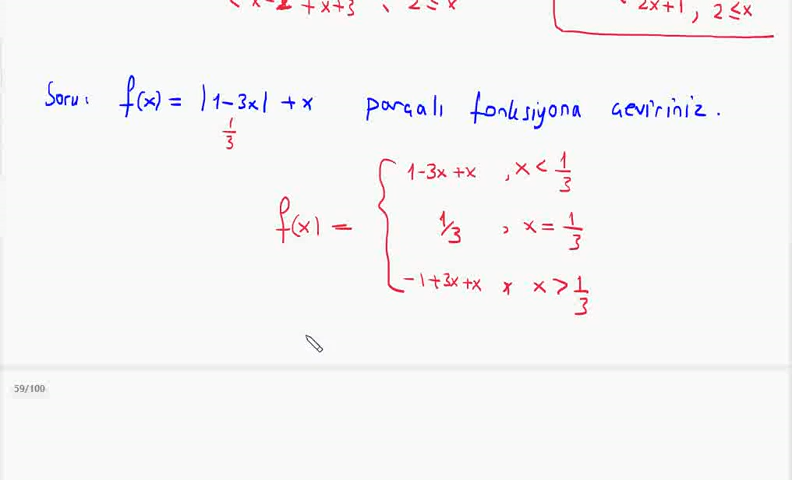 +x+3 , 2≤x
2x+1, 2≤x
Soru: f(x) = |1-3x| + x parçalı fonksiyona çeviriniz.
1/3
1-3x+x , x < 1/3
f(x) = 1/3 , x = 1/3
-1+3x+x , x > 1/3
59/100